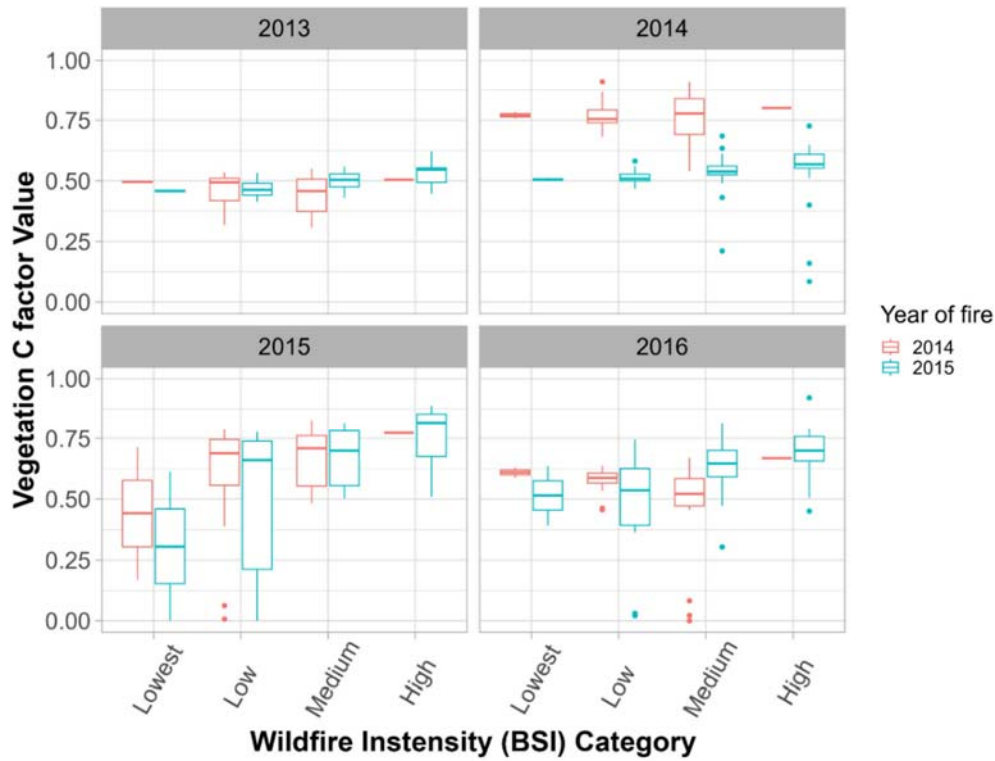 2013
2014
1.00
0.75
0.50
0.25
0.00
Vegetation C factor Value
2015
2016
1.00
0.75
0.50
0.25
0.00
Lowest
Low
Medium
High
Lowest
Low
Medium
High
Wildfire Instensity (BSI) Category
Year of fire
2014
2015